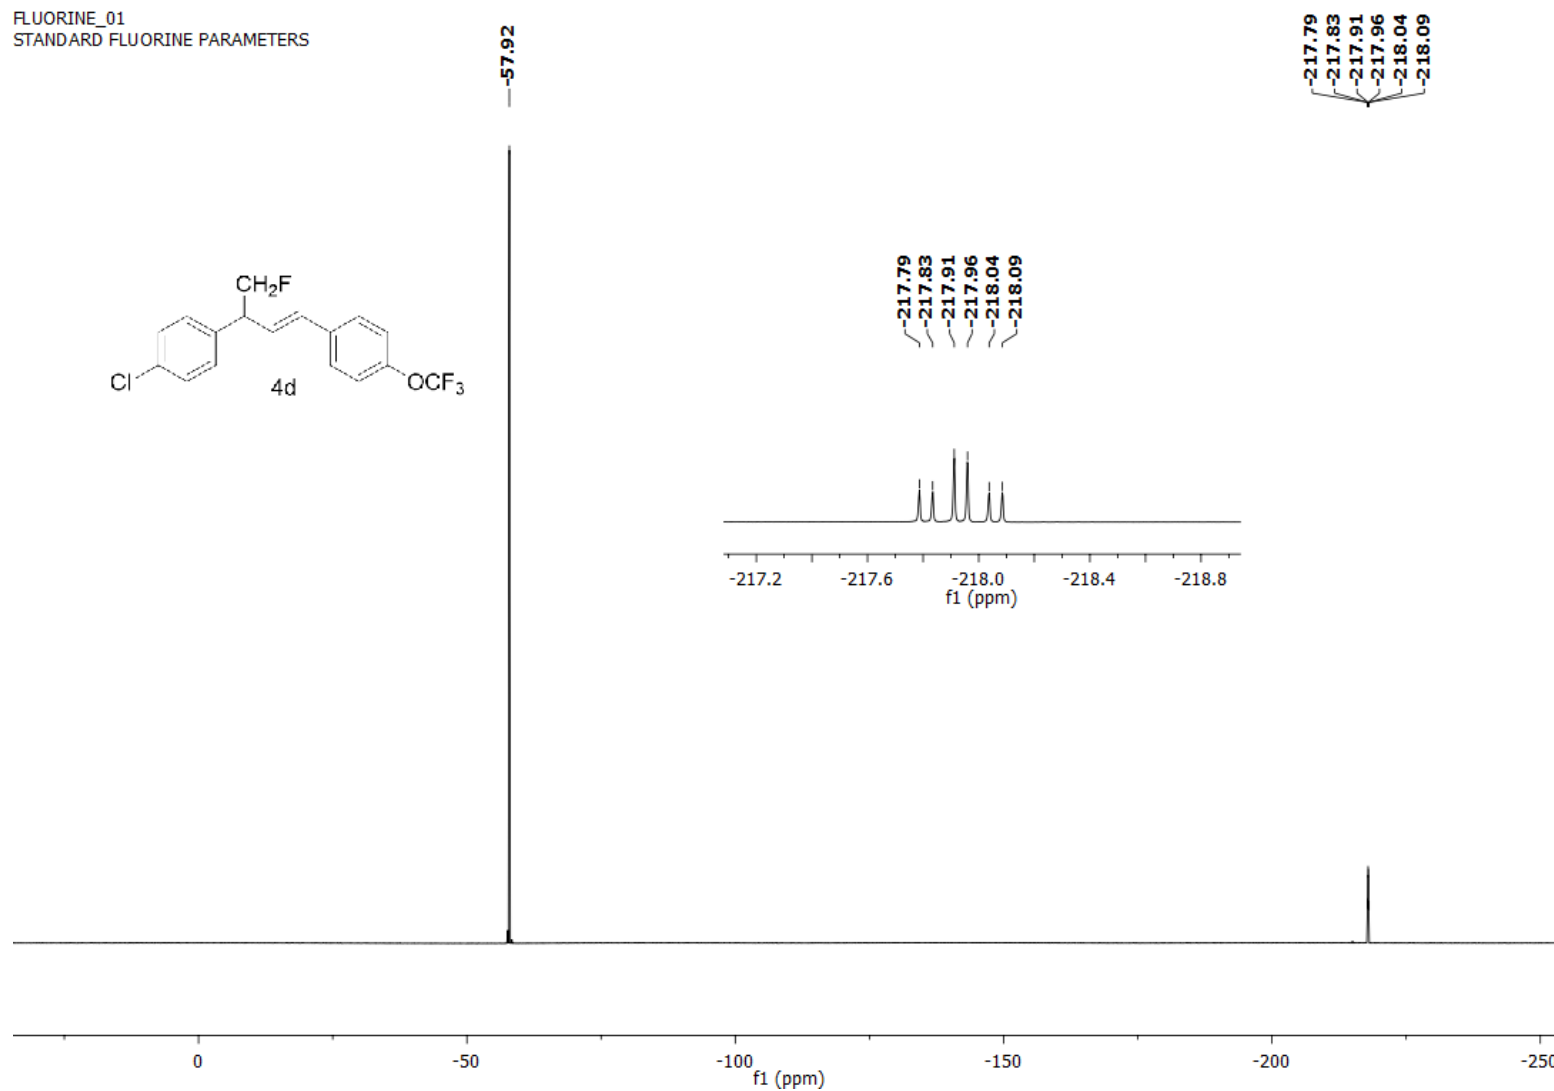 FLUORINE_01
STANDARD FLUORINE PARAMETERS
-57.92
-217.79
-217.83
-217.91
-217.96
-218.04
-218.09
CH2F
Cl
4d
OCF3
-217.79
-217.83
-217.91
-217.96
-218.04
-218.09
-217.2 -217.6 -218.0 -218.4 -218.8
f1 (ppm)
0 -50 -100 -150 -200 -250
f1 (ppm)